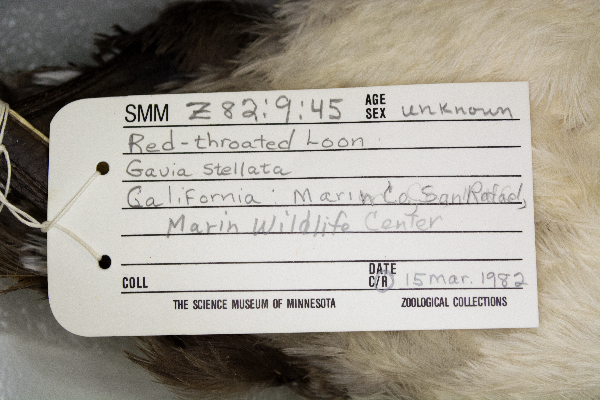 SMM Z82:9:45 AGE SEX unknown
Red-throated Loon
Gavia stellata
California: Marin Co, San Rafael,
Marin Wildlife Center
COLL DATE C/R 15 Mar. 1982
THE SCIENCE MUSEUM OF MINNESOTA ZOOLOGICAL COLLECTIONS